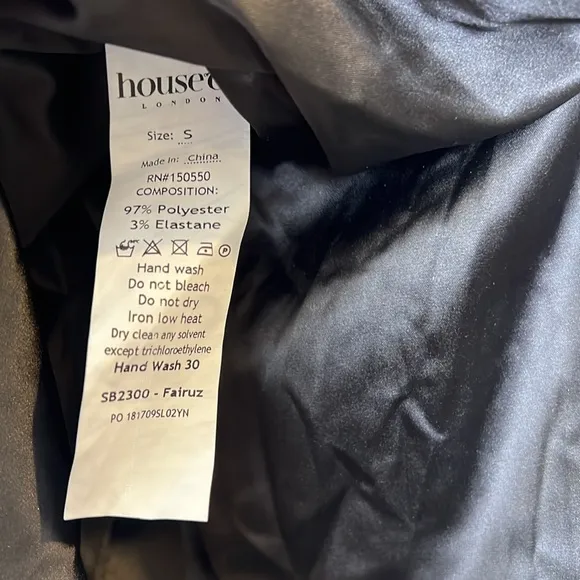 house
LONDON
Size: S
Made In: China
RN#150550
COMPOSITION:
97% Polyester
3% Elastane
Hand wash
Do not bleach
Do not dry
Iron low heat
Dry clean any solvent
except trichloroethylene
Hand Wash 30
SB2300 - Fairuz
PO 181709SL02YN